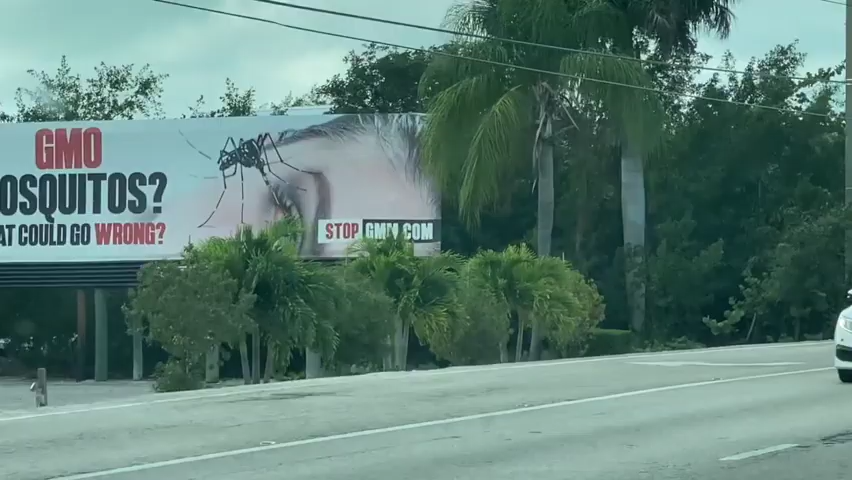 GMO
OSQUITOS?
AT COULD GO WRONG?
STOP GMM.COM